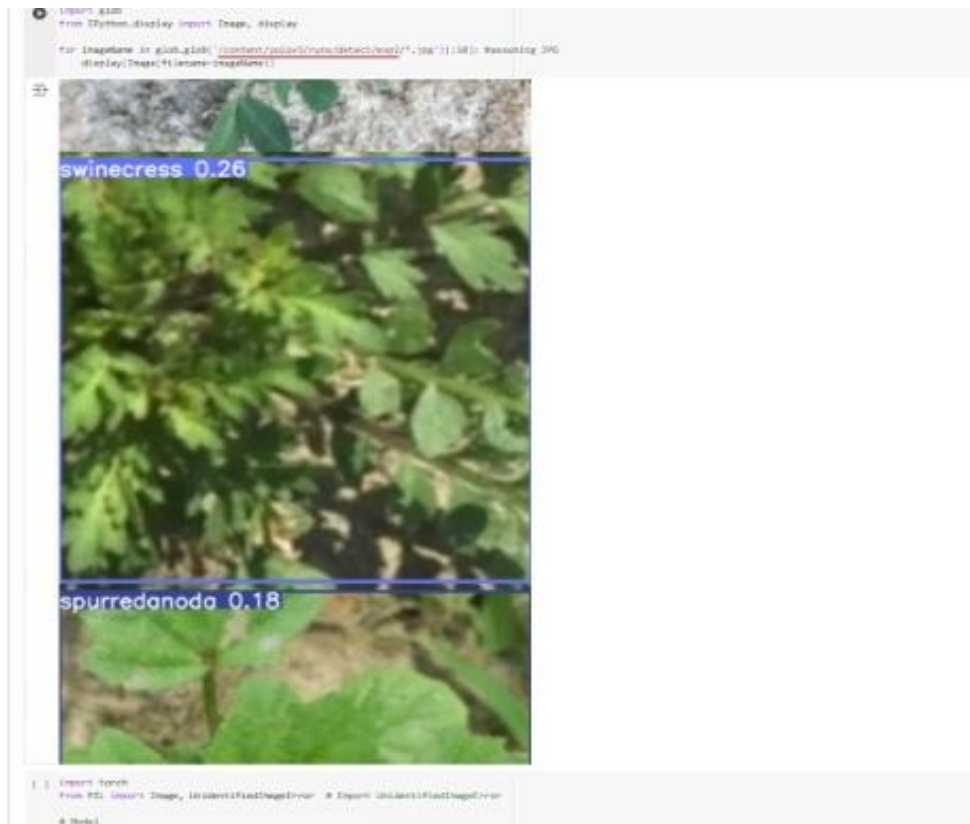 import glob
from IPython.display import Image, display
for imageName in glob.glob('/content/yolov5/runs/detect/exp2/*.jpg')[:10]: #assuming JPG
display(Image(filename=imageName))
swinecress 0.26
spurredanoda 0.18
[ ] import torch
from PIL import Image, UnidentifiedImageError # Import UnidentifiedImageError
# Model